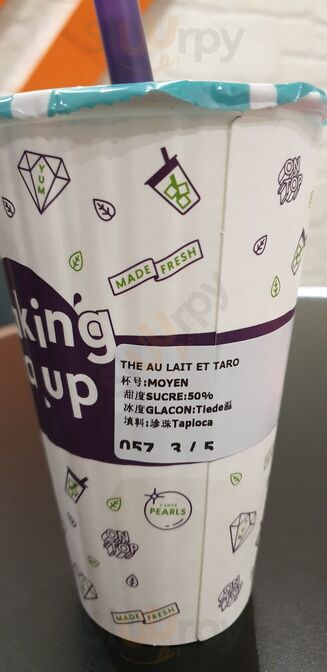 YUM
ON
TOP
MADE FRESH
king
up
THE AU LAIT ET TARO
杯号:MOYEN
甜度SUCRE:50%
冰度GLACON:Tiede温
填料:珍珠Tapioca
057 3/5
I LOVE
PEARLS
ON
TOP
MADE FRESH
ON
TOP